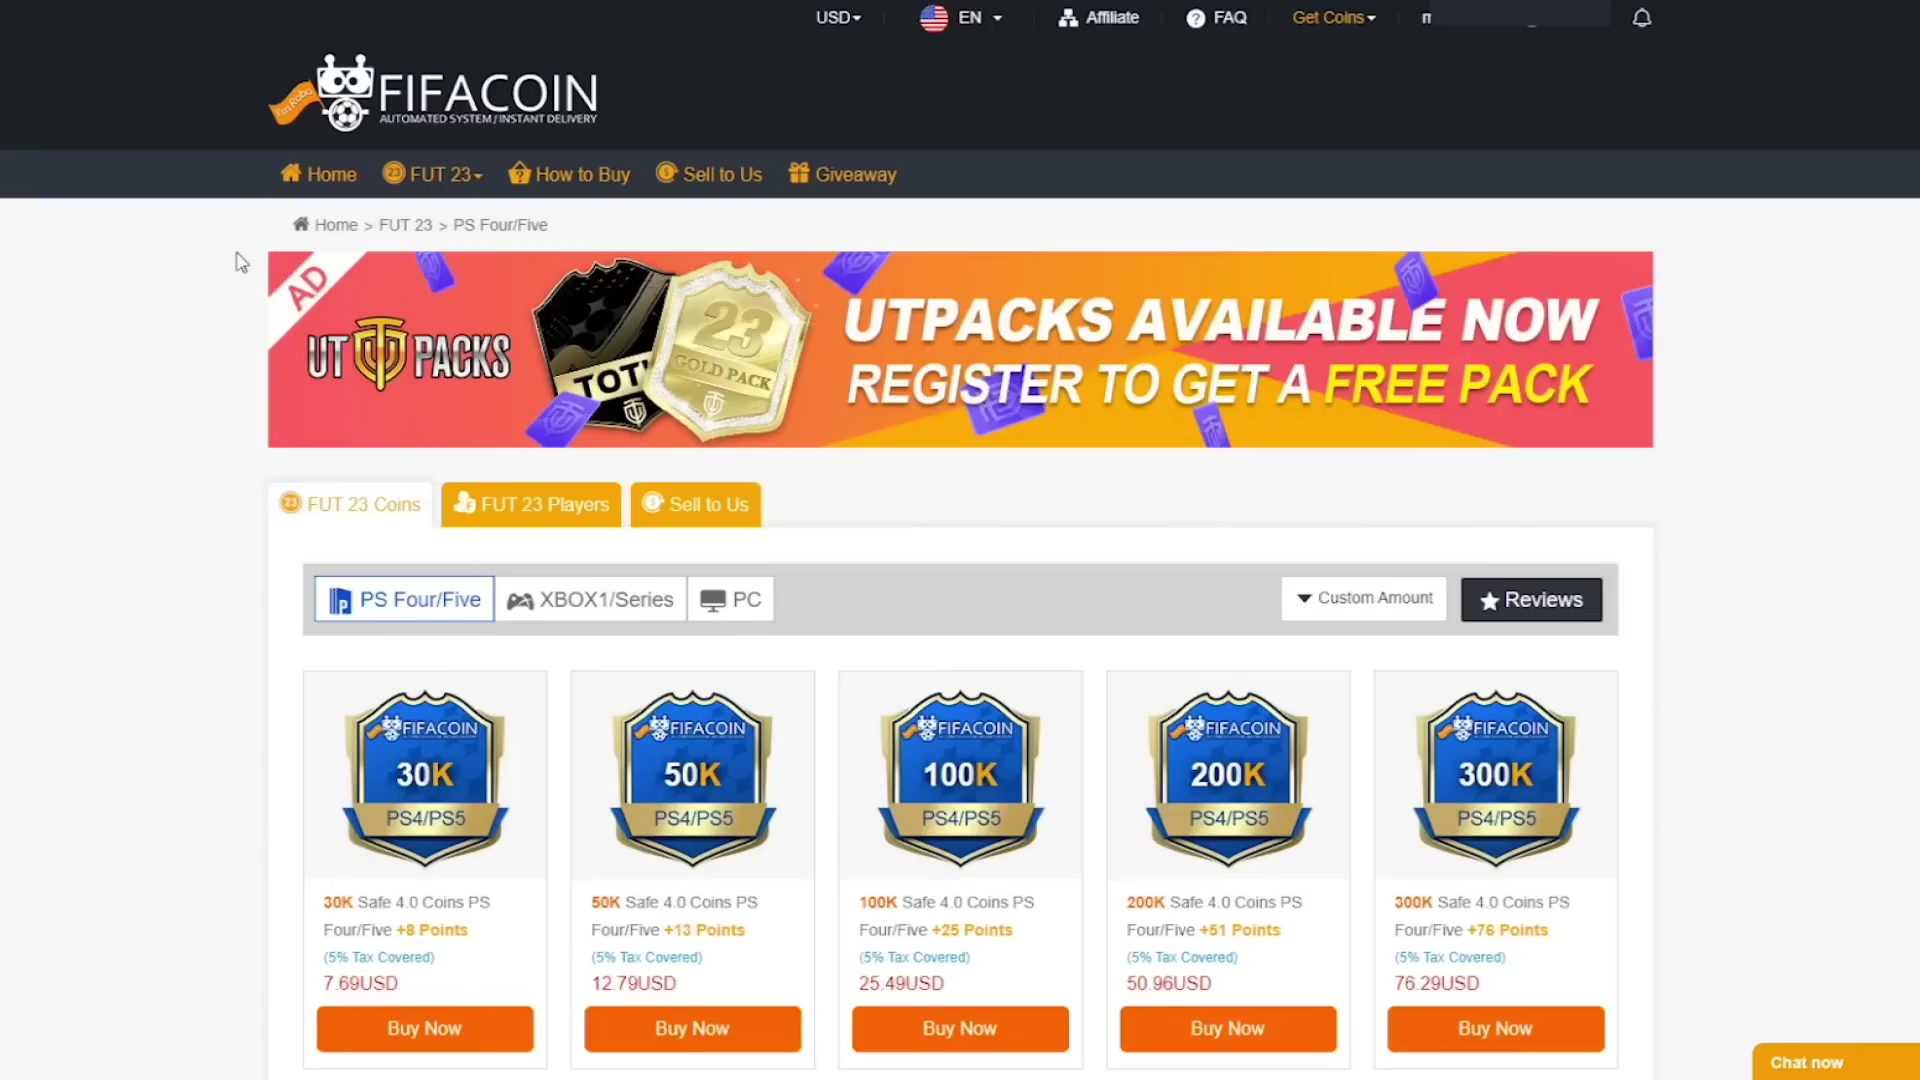 USD
EN
Affiliate
FAQ
Get Coins
I'm Robo
FIFACOIN
AUTOMATED SYSTEM / INSTANT DELIVERY
Home
23 FUT 23
How to Buy
Sell to Us
Giveaway
Home > FUT 23 > PS Four/Five
AD
UT PACKS
23
GOLD PACK
UTPACKS AVAILABLE NOW
REGISTER TO GET A FREE PACK
23 FUT 23 Coins
FUT 23 Players
Sell to Us
PS Four/Five
XBOX1/Series
PC
Custom Amount
Reviews
FIFACOIN
30K
PS4/PS5
30K Safe 4.0 Coins PS
Four/Five +8 Points
(5% Tax Covered)
7.69USD
Buy Now
FIFACOIN
50K
PS4/PS5
50K Safe 4.0 Coins PS
Four/Five +13 Points
(5% Tax Covered)
12.79USD
Buy Now
FIFACOIN
100K
PS4/PS5
100K Safe 4.0 Coins PS
Four/Five +25 Points
(5% Tax Covered)
25.49USD
Buy Now
FIFACOIN
200K
PS4/PS5
200K Safe 4.0 Coins PS
Four/Five +51 Points
(5% Tax Covered)
50.96USD
Buy Now
FIFACOIN
300K
PS4/PS5
300K Safe 4.0 Coins PS
Four/Five +76 Points
(5% Tax Covered)
76.29USD
Buy Now
Chat now